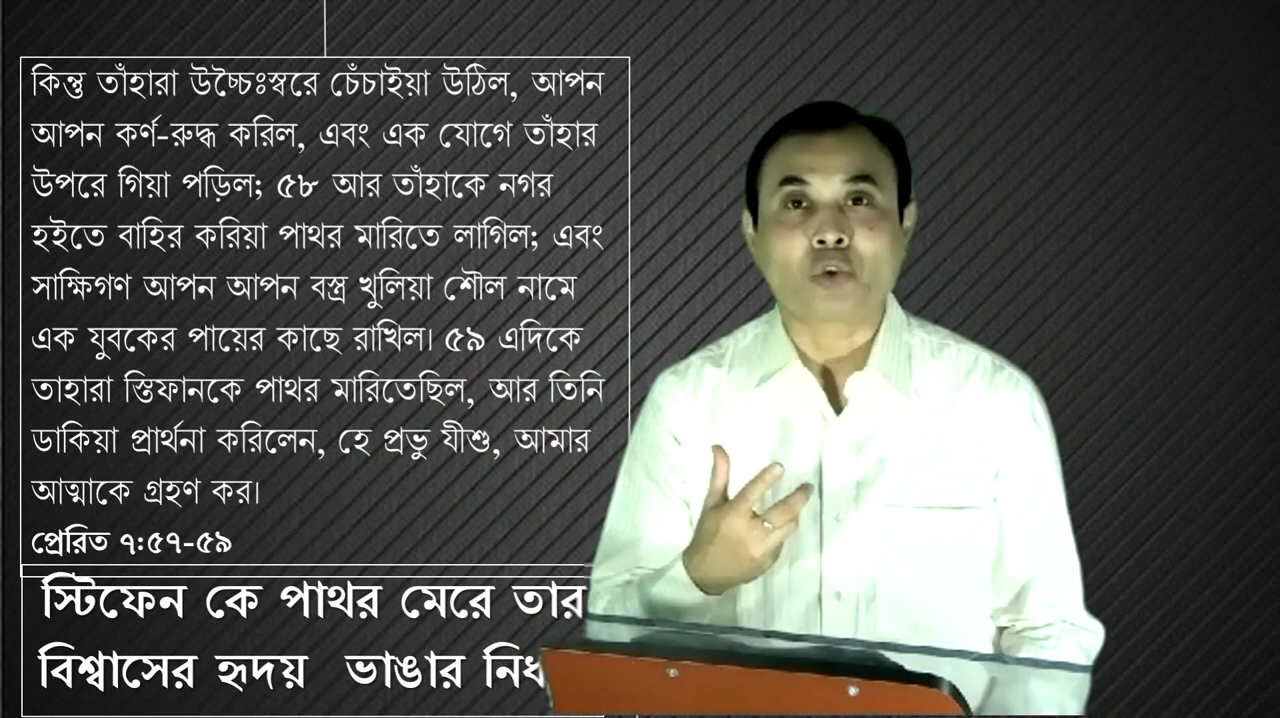 কিন্তু তাঁহারা উচ্চৈঃস্বরে চেঁচাইয়া উঠিল, আপন
আপন কর্ণ-রুদ্ধ করিল, এবং এক যোগে তাঁহার
উপরে গিয়া পড়িল; ৫৮ আর তাঁহাকে নগর
হইতে বাহির করিয়া পাথর মারিতে লাগিল; এবং
সাক্ষিগণ আপন আপন বস্ত্র খুলিয়া শৌল নামে
এক যুবকের পায়ের কাছে রাখিল। ৫৯ এদিকে
তাহারা স্তিফানকে পাথর মারিতেছিল, আর তিনি
ডাকিয়া প্রার্থনা করিলেন, হে প্রভু যীশু, আমার
আত্মাকে গ্রহণ কর।
প্রেরিত ৭:৫৭-৫৯
স্টিফেন কে পাথর মেরে তার
বিশ্বাসের হৃদয় ভাঙার